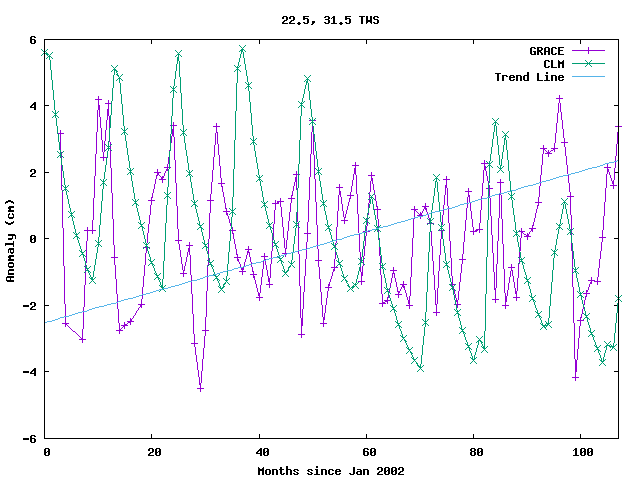 22.5, 31.5 TWS
GRACE
CLM
Trend Line
6
4
2
0
-2
-4
-6
Anomaly (cm)
0 20 40 60 80 100
Months since Jan 2002